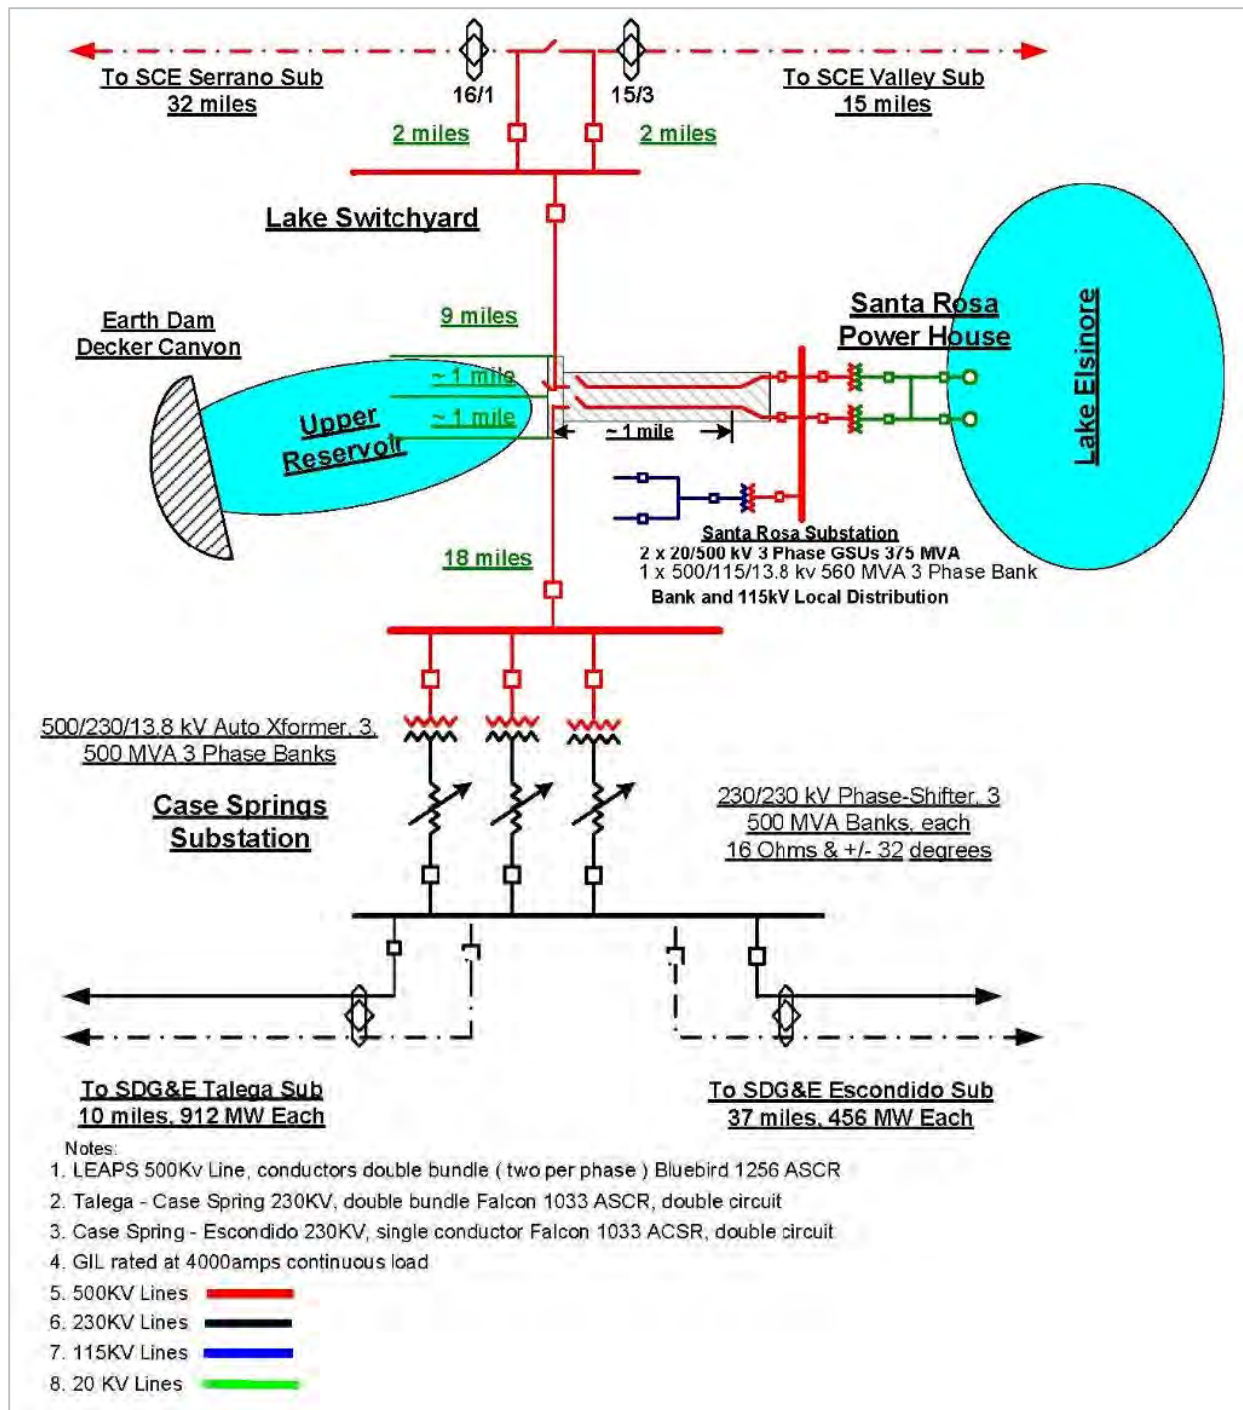 To SCE Serrano Sub
32 miles
16/1
15/3
To SCE Valley Sub
15 miles
2 miles
2 miles
Lake Switchyard
9 miles
Earth Dam
Decker Canyon
~ 1 mile
~ 1 mile
Upper
Reservoir
~ 1 mile
Santa Rosa
Power House
Lake Elsinore
Santa Rosa Substation
2 x 20/500 kV 3 Phase GSUs 375 MVA
1 x 500/115/13.8 kv 560 MVA 3 Phase Bank
Bank and 115kV Local Distribution
18 miles
500/230/13.8 kV Auto Xformer, 3,
500 MVA 3 Phase Banks
Case Springs
Substation
230/230 kV Phase-Shifter, 3
500 MVA Banks, each
16 Ohms & +/- 32 degrees
To SDG&E Talega Sub
10 miles, 912 MW Each
To SDG&E Escondido Sub
37 miles, 456 MW Each
Notes:
1. LEAPS 500Kv Line, conductors double bundle ( two per phase ) Bluebird 1256 ASCR
2. Talega - Case Spring 230KV, double bundle Falcon 1033 ASCR, double circuit
3. Case Spring - Escondido 230KV, single conductor Falcon 1033 ACSR, double circuit
4. GIL rated at 4000amps continuous load
5. 500KV Lines
6. 230KV Lines
7. 115KV Lines
8. 20 KV Lines